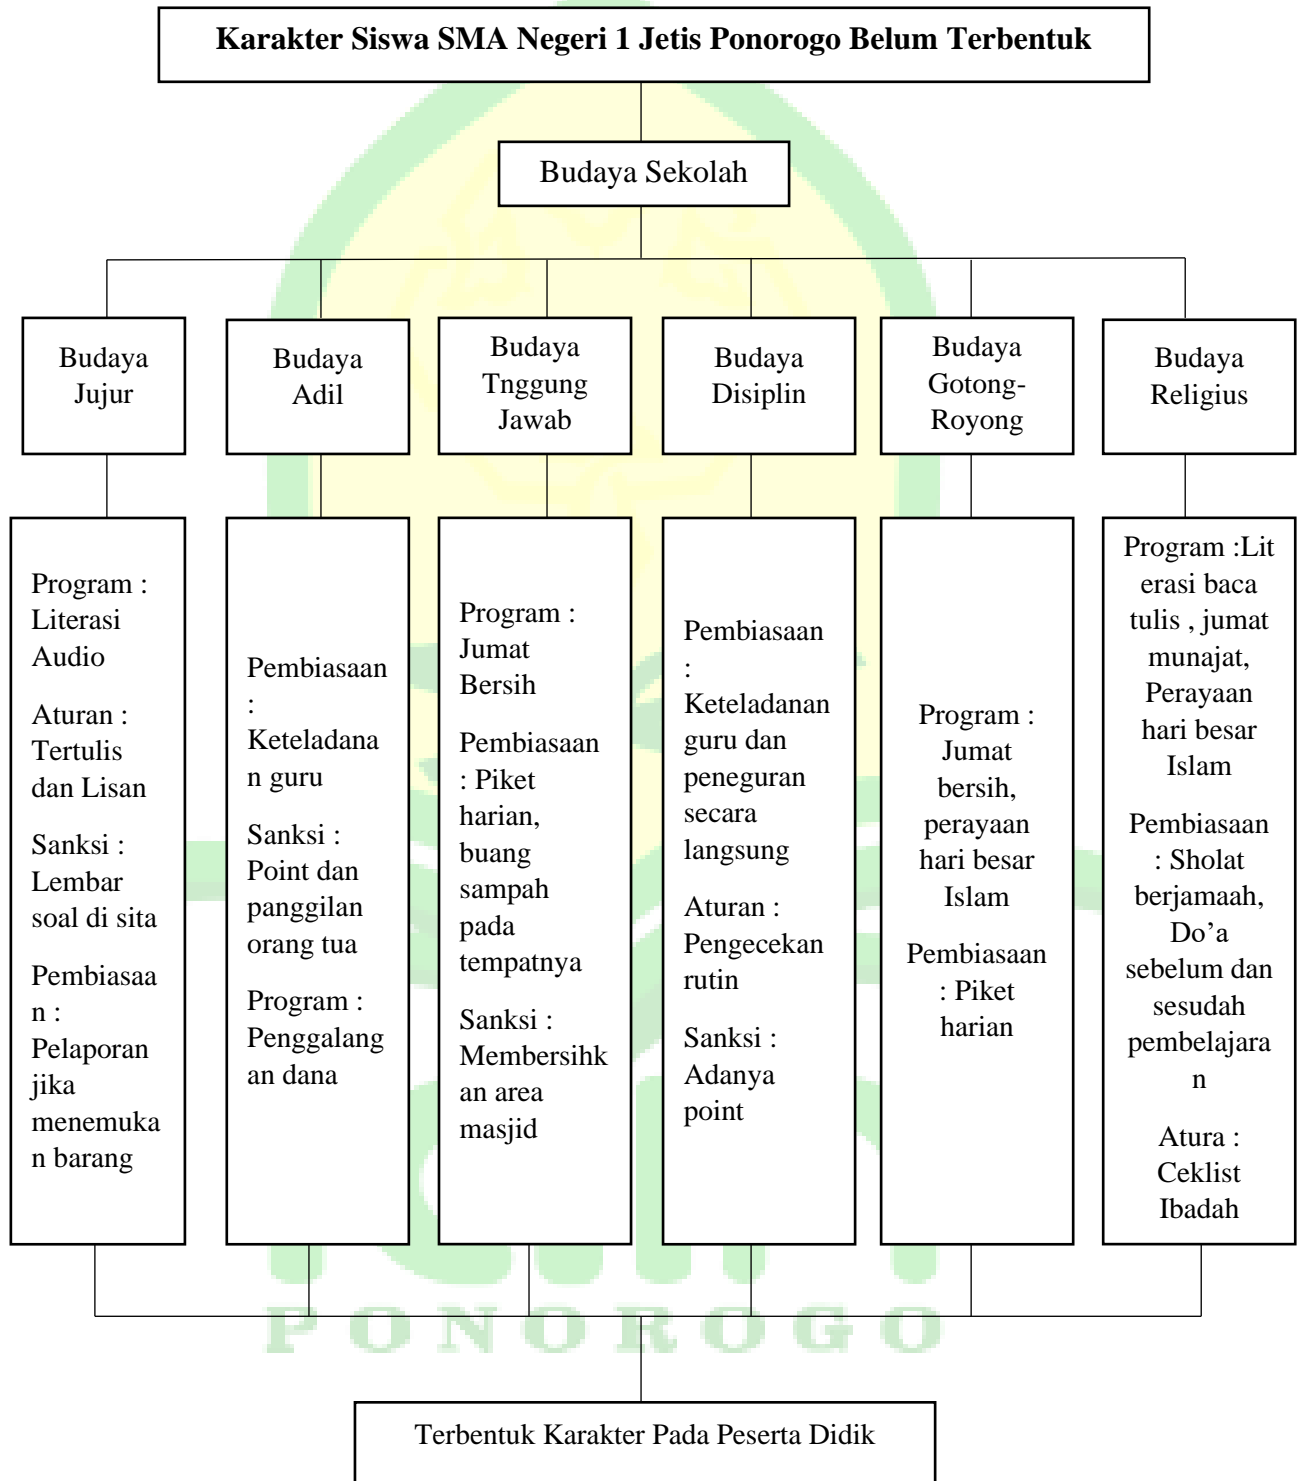 Karakter Siswa SMA Negeri 1 Jetis Ponorogo Belum Terbentuk
Budaya Sekolah
Budaya
Jujur
Budaya
Adil
Budaya
Tnggung
Jawab
Budaya
Disiplin
Budaya
Gotong-
Royong
Budaya
Religius
Program :
Literasi
Audio
Aturan :
Tertulis
dan Lisan
Sanksi :
Lembar
soal di sita
Pembiasaa
n :
Pelaporan
jika
menemuka
n barang
Pembiasaan
:
Keteladana
n guru
Sanksi :
Point dan
panggilan
orang tua
Program :
Penggalang
an dana
Program :
Jumat
Bersih
Pembiasaan
: Piket
harian,
buang
sampah
pada
tempatnya
Sanksi :
Membersihk
an area
masjid
Pembiasaan
:
Keteladanan
guru dan
peneguran
secara
langsung
Aturan :
Pengecekan
rutin
Sanksi :
Adanya
point
Program :
Jumat
bersih,
perayaan
hari besar
Islam
Pembiasaan
: Piket
harian
Program :Lit
erasi baca
tulis , jumat
munajat,
Perayaan
hari besar
Islam
Pembiasaan
: Sholat
berjamaah,
Do’a
sebelum dan
sesudah
pembelajara
n
Atura :
Ceklist
Ibadah
PONOROGO
Terbentuk Karakter Pada Peserta Didik